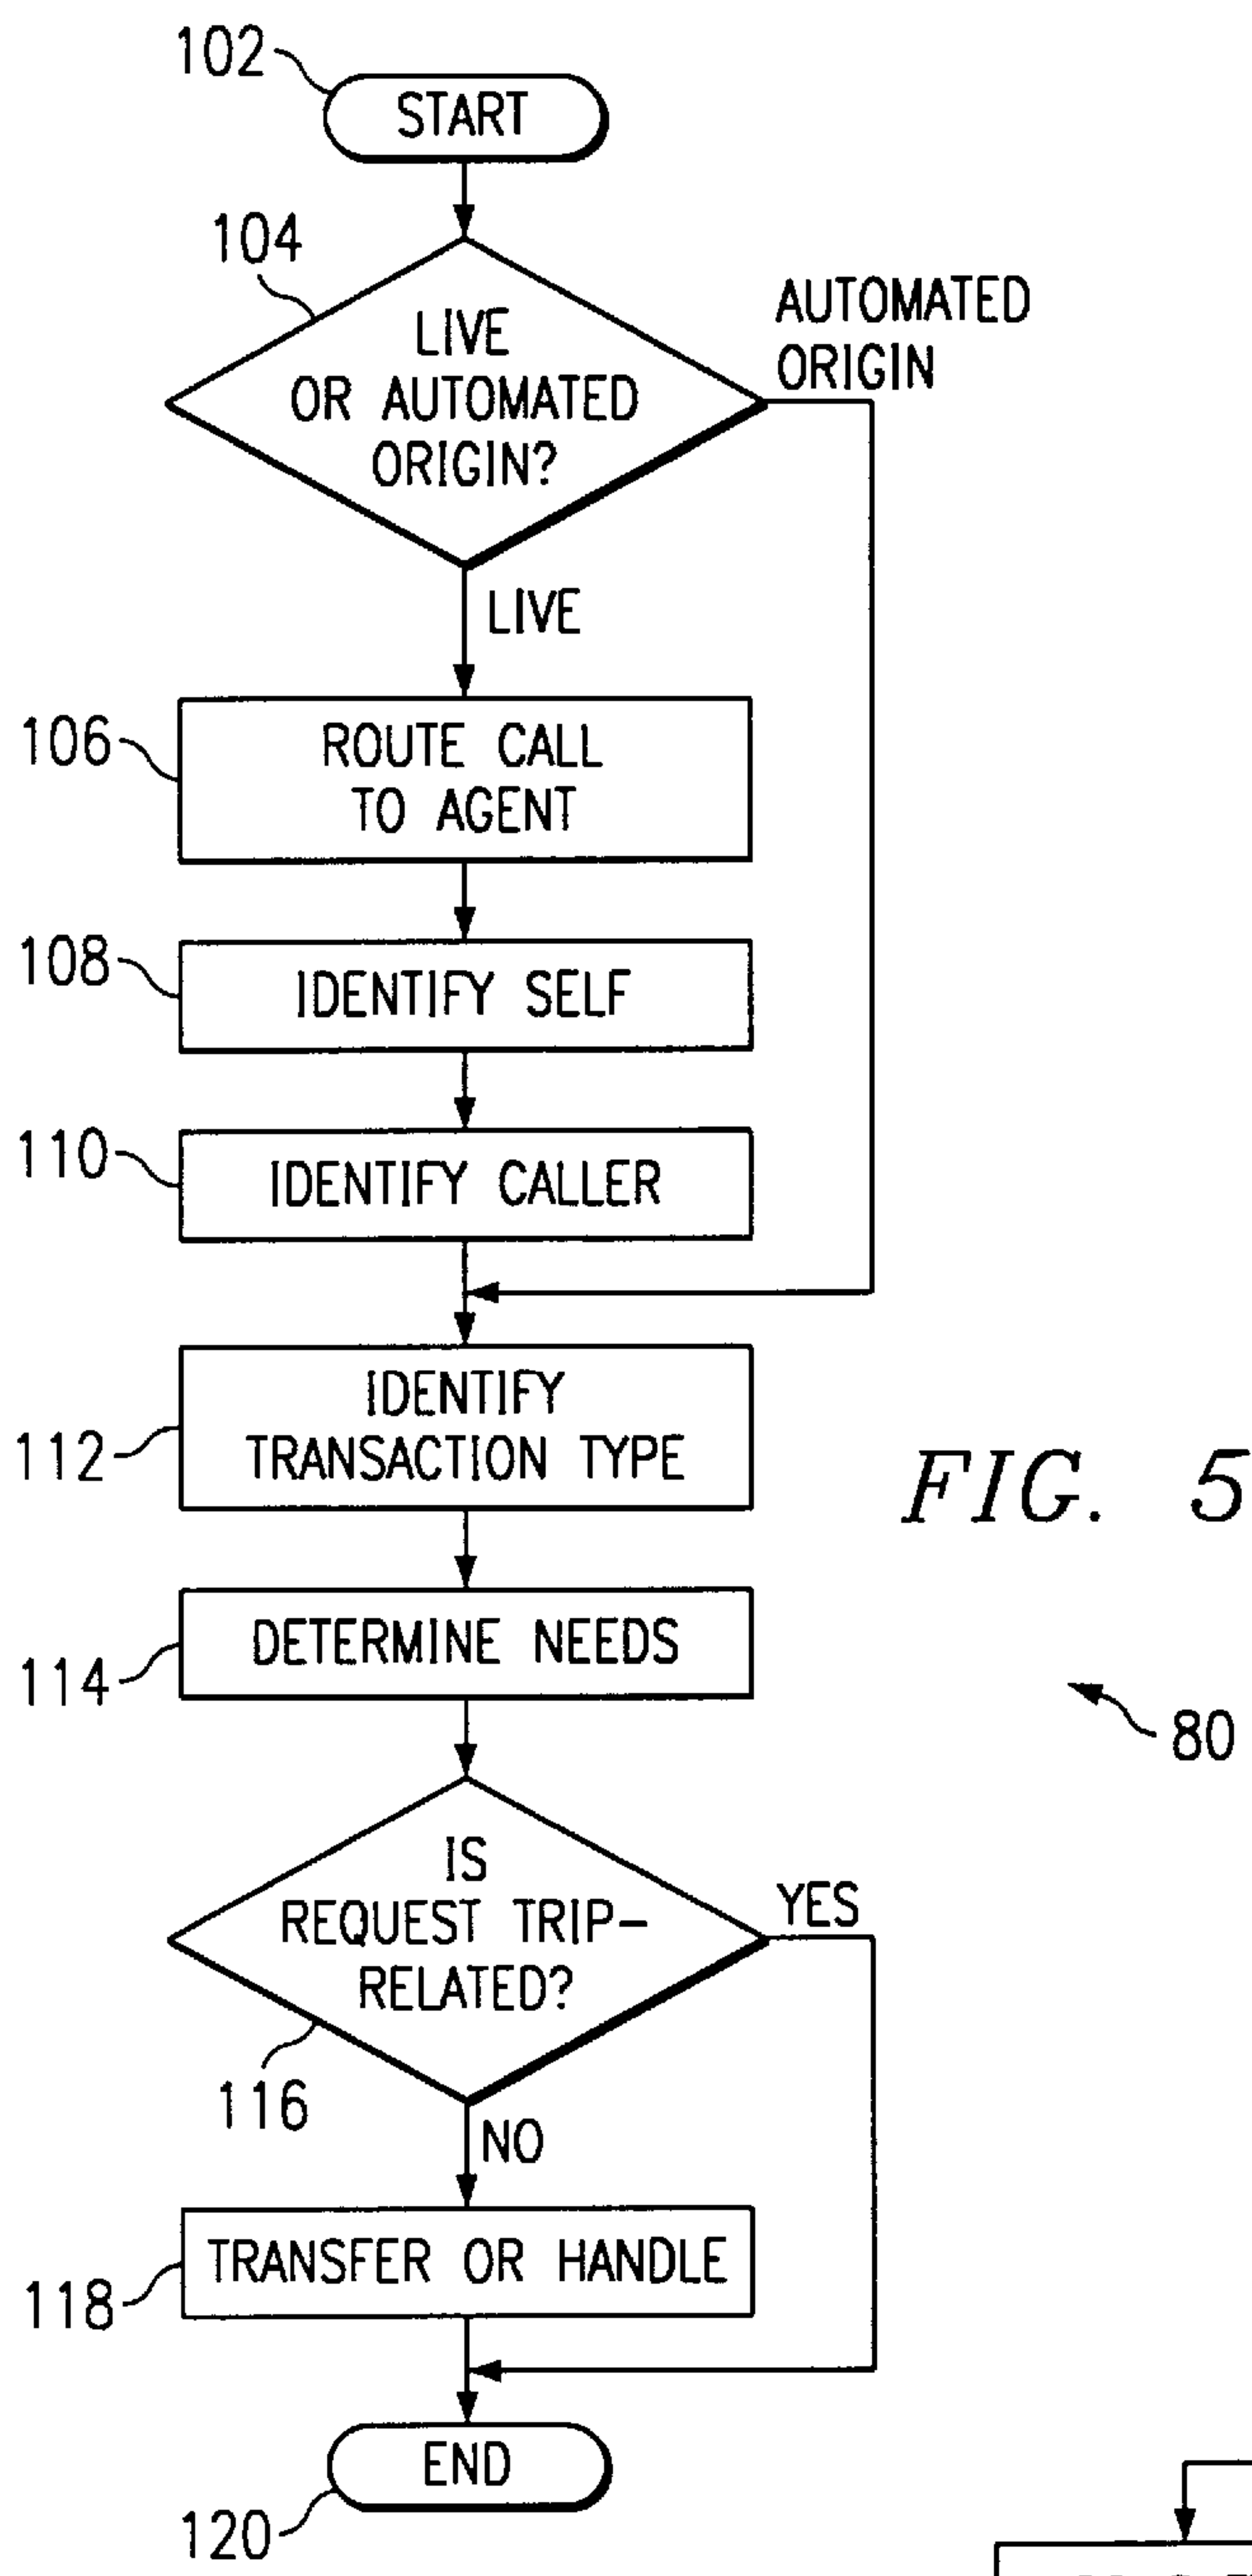 102
START
104
LIVE
OR AUTOMATED
ORIGIN?
AUTOMATED
ORIGIN
LIVE
106
ROUTE CALL
TO AGENT
108
IDENTIFY SELF
110
IDENTIFY CALLER
112
IDENTIFY
TRANSACTION TYPE
FIG. 5
114
DETERMINE NEEDS
80
IS
REQUEST TRIP-
RELATED?
YES
116
NO
118
TRANSFER OR HANDLE
END
120